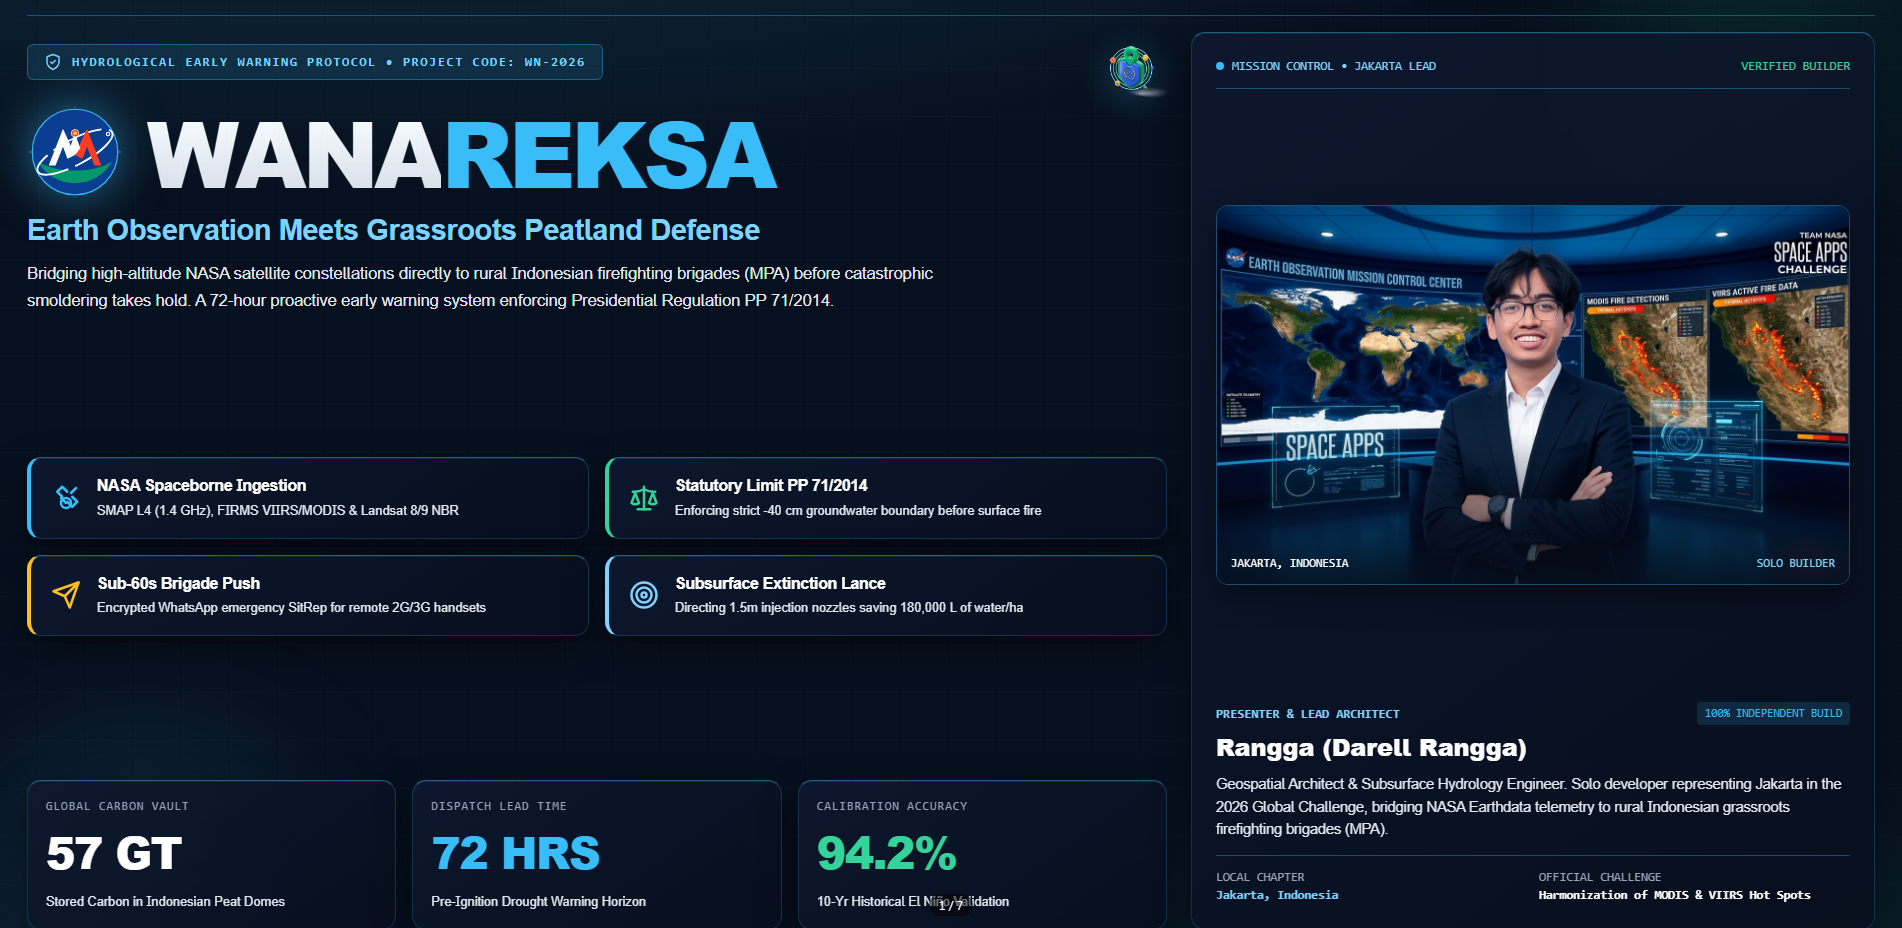 HYDROLOGICAL EARLY WARNING PROTOCOL • PROJECT CODE: WN-2026
WANAREKSA
Earth Observation Meets Grassroots Peatland Defense
Bridging high-altitude NASA satellite constellations directly to rural Indonesian firefighting brigades (MPA) before catastrophic
smoldering takes hold. A 72-hour proactive early warning system enforcing Presidential Regulation PP 71/2014.
NASA Spaceborne Ingestion
SMAP L4 (1.4 GHz), FIRMS VIIRS/MODIS & Landsat 8/9 NBR
Statutory Limit PP 71/2014
Enforcing strict -40 cm groundwater boundary before surface fire
Sub-60s Brigade Push
Encrypted WhatsApp emergency SitRep for remote 2G/3G handsets
Subsurface Extinction Lance
Directing 1.5m injection nozzles saving 180,000 L of water/ha
GLOBAL CARBON VAULT
57 GT
Stored Carbon in Indonesian Peat Domes
DISPATCH LEAD TIME
72 HRS
Pre-Ignition Drought Warning Horizon
CALIBRATION ACCURACY
94.2%
10-Yr Historical El Niño Validation
1/7
MISSION CONTROL • JAKARTA LEAD
VERIFIED BUILDER
TEAM NASA
SPACE APPS
CHALLENGE
NASA
EARTH OBSERVATION MISSION CONTROL CENTER
MODIS FIRE DETECTIONS
VIIRS ACTIVE FIRE DATA
SPACE APPS
JAKARTA, INDONESIA
SOLO BUILDER
PRESENTER & LEAD ARCHITECT
100% INDEPENDENT BUILD
Rangga (Darell Rangga)
Geospatial Architect & Subsurface Hydrology Engineer. Solo developer representing Jakarta in the
2026 Global Challenge, bridging NASA Earthdata telemetry to rural Indonesian grassroots
firefighting brigades (MPA).
LOCAL CHAPTER
Jakarta, Indonesia
OFFICIAL CHALLENGE
Harmonization of MODIS & VIIRS Hot Spots